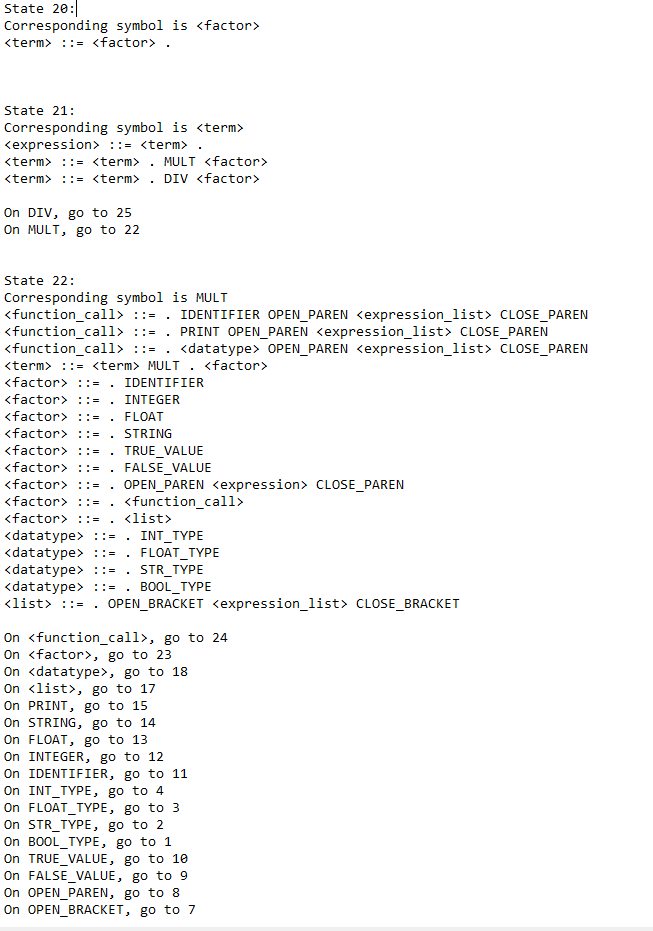 State 20:
Corresponding symbol is <factor>
<term> ::= <factor> .
State 21:
Corresponding symbol is <term>
<expression> ::= <term> .
<term> ::= <term> . MULT <factor>
<term> ::= <term> . DIV <factor>
On DIV, go to 25
On MULT, go to 22
State 22:
Corresponding symbol is MULT
<function_call> ::= . IDENTIFIER OPEN_PAREN <expression_list> CLOSE_PAREN
<function_call> ::= . PRINT OPEN_PAREN <expression_list> CLOSE_PAREN
<function_call> ::= . <datatype> OPEN_PAREN <expression_list> CLOSE_PAREN
<term> ::= <term> MULT . <factor>
<factor> ::= . IDENTIFIER
<factor> ::= . INTEGER
<factor> ::= . FLOAT
<factor> ::= . STRING
<factor> ::= . TRUE_VALUE
<factor> ::= . FALSE_VALUE
<factor> ::= . OPEN_PAREN <expression> CLOSE_PAREN
<factor> ::= . <function_call>
<factor> ::= . <list>
<datatype> ::= . INT_TYPE
<datatype> ::= . FLOAT_TYPE
<datatype> ::= . STR_TYPE
<datatype> ::= . BOOL_TYPE
<list> ::= . OPEN_BRACKET <expression_list> CLOSE_BRACKET
On <function_call>, go to 24
On <factor>, go to 23
On <datatype>, go to 18
On <list>, go to 17
On PRINT, go to 15
On STRING, go to 14
On FLOAT, go to 13
On INTEGER, go to 12
On IDENTIFIER, go to 11
On INT_TYPE, go to 4
On FLOAT_TYPE, go to 3
On STR_TYPE, go to 2
On BOOL_TYPE, go to 1
On TRUE_VALUE, go to 10
On FALSE_VALUE, go to 9
On OPEN_PAREN, go to 8
On OPEN_BRACKET, go to 7